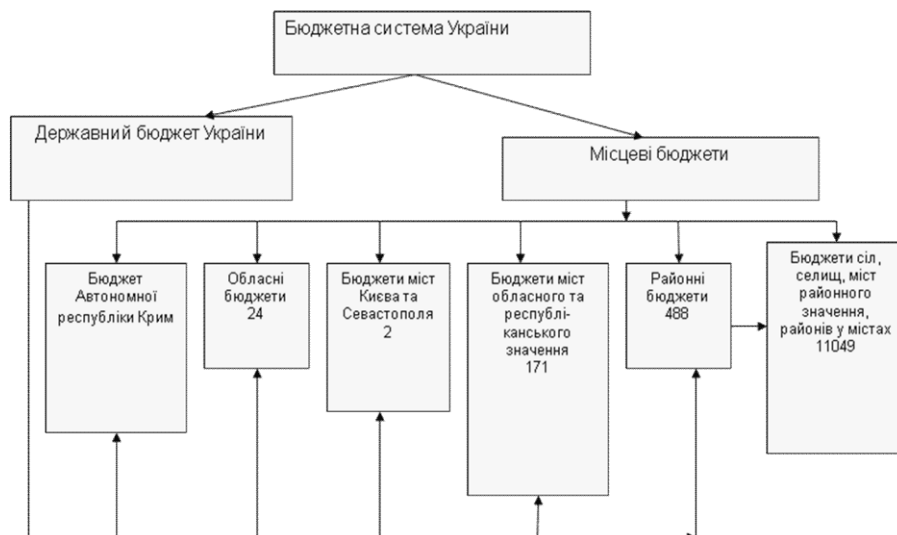 Бюджетна система України
Державний бюджет України
Місцеві бюджети
Бюджет
Автономної
республіки Крим
Обласні
бюджети
24
Бюджети міст
Києва та
Севастополя
2
Бюджети міст
обласного та
республі-
канського
значення
171
Районні
бюджети
488
Бюджети сіл,
селищ, міст
районного
значення,
районів у містах
11049